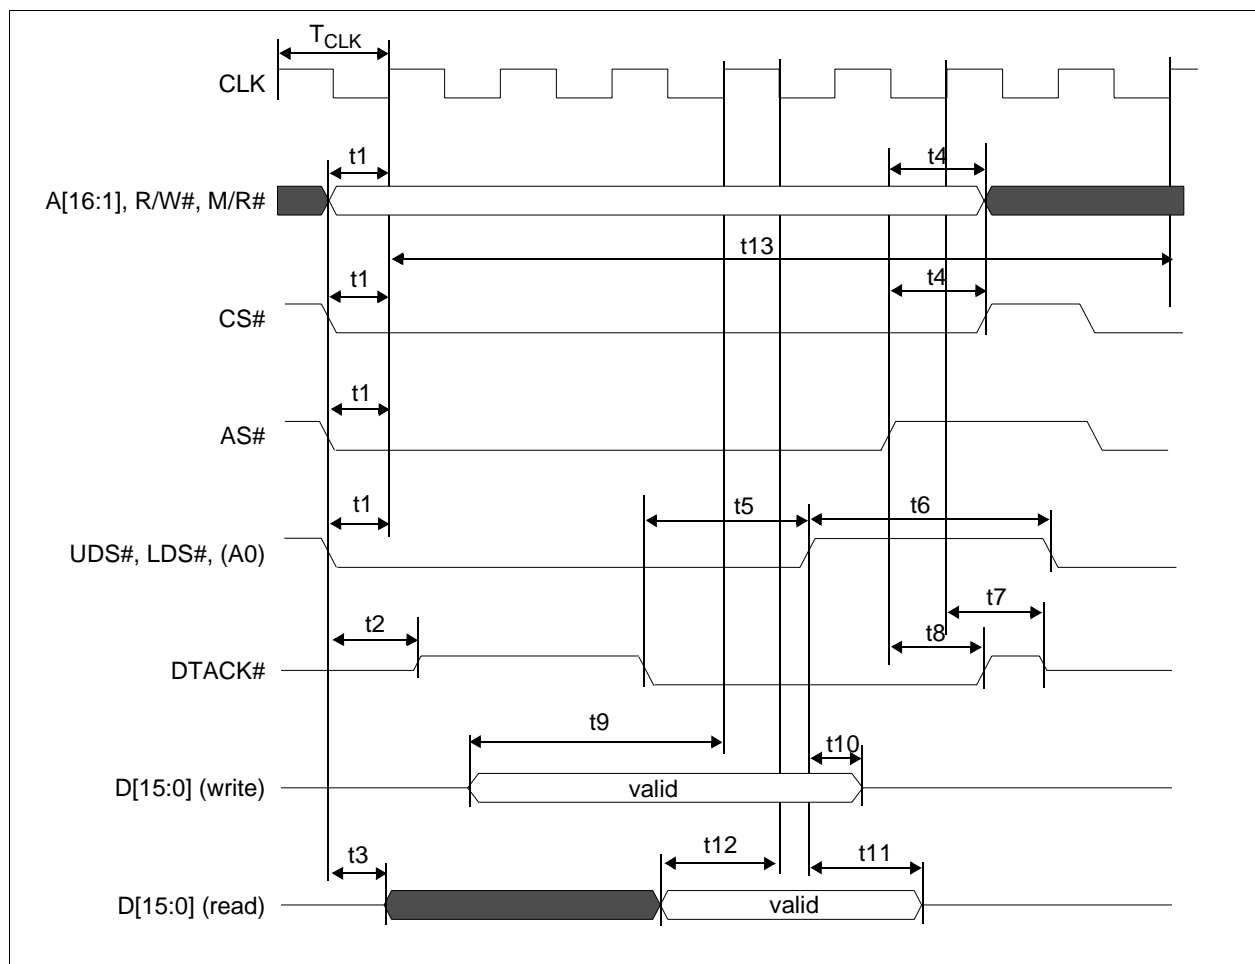 TCLK
CLK
t1 t4
A[16:1], R/W#, M/R#
t13
t1 t4
CS#
t1
AS#
t1 t5 t6
UDS#, LDS#, (A0)
t2 t8 t7
DTACK#
t9 t10
D[15:0] (write) valid
t3 t12 t11
D[15:0] (read) valid